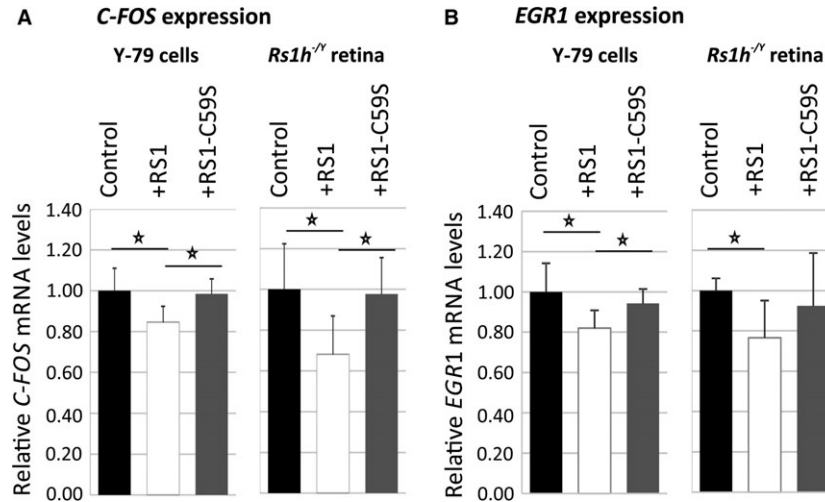 A C-FOS expression
Y-79 cells
Rs1h-/Y retina
Control
+RS1
+RS1-C59S
Control
+RS1
+RS1-C59S
Relative C-FOS mRNA levels
1.40
1.20
1.00
0.80
0.60
0.40
0.20
0.00
B EGR1 expression
Y-79 cells
Rs1h-/Y retina
Control
+RS1
+RS1-C59S
Control
+RS1
+RS1-C59S
Relative EGR1 mRNA levels
1.40
1.20
1.00
0.80
0.60
0.40
0.20
0.00